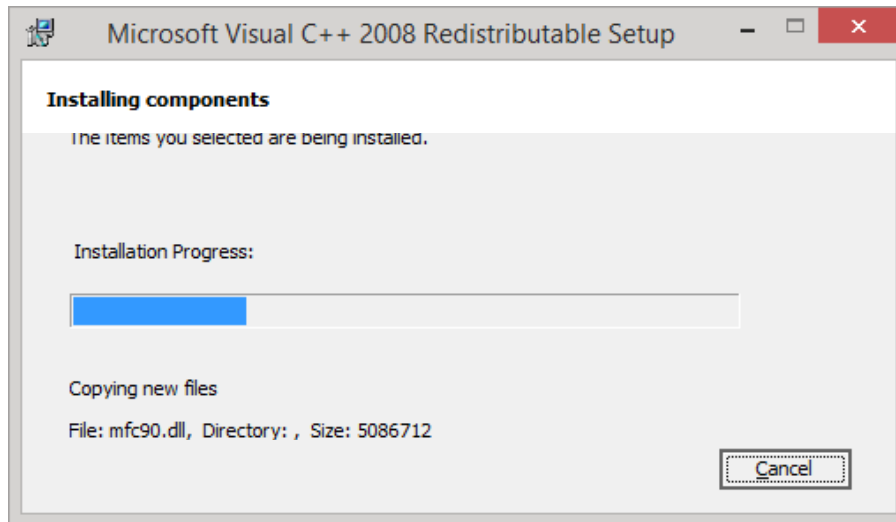 Microsoft Visual C++ 2008 Redistributable Setup
Installing components
The items you selected are being installed.
Installation Progress:
Copying new files
File: mfc90.dll, Directory: , Size: 5086712
Cancel